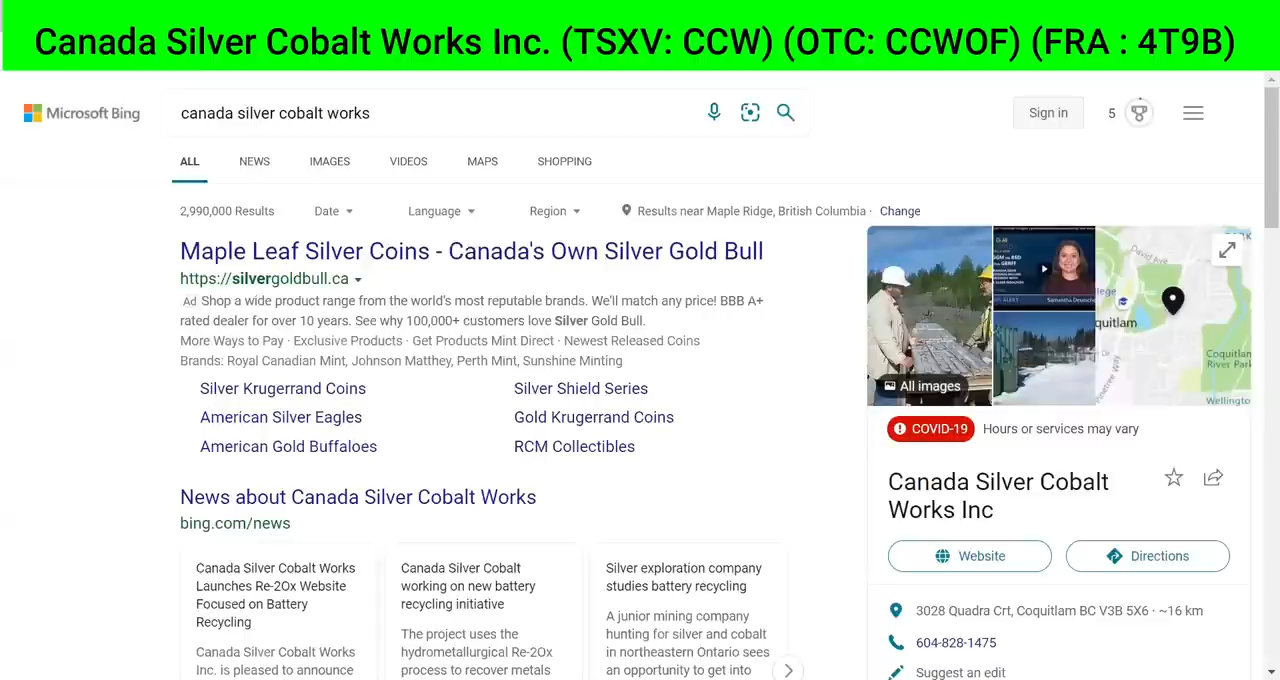 Canada Silver Cobalt Works Inc. (TSXV: CCW) (OTC: CCWOF) (FRA : 4T9B)
Microsoft Bing
canada silver cobalt works
Sign in
5
ALL
NEWS
IMAGES
VIDEOS
MAPS
SHOPPING
2,990,000 Results
Date
Language
Region
Results near Maple Ridge, British Columbia ·
Change
Maple Leaf Silver Coins - Canada's Own Silver Gold Bull
https://silvergoldbull.ca
Ad Shop a wide product range from the world's most reputable brands. We'll match any price! BBB A+
rated dealer for over 10 years. See why 100,000+ customers love Silver Gold Bull.
More Ways to Pay · Exclusive Products · Get Products Mint Direct · Newest Released Coins
Brands: Royal Canadian Mint, Johnson Matthey, Perth Mint, Sunshine Minting
Silver Krugerrand Coins
Silver Shield Series
American Silver Eagles
Gold Krugerrand Coins
American Gold Buffaloes
RCM Collectibles
News about Canada Silver Cobalt Works
bing.com/news
Canada Silver Cobalt Works
Launches Re-2Ox Website
Focused on Battery
Recycling
Canada Silver Cobalt Works
Inc. is pleased to announce
Canada Silver Cobalt
working on new battery
recycling initiative
The project uses the
hydrometallurgical Re-2Ox
process to recover metals
Silver exploration company
studies battery recycling
A junior mining company
hunting for silver and cobalt
in northeastern Ontario sees
an opportunity to get into
All images
Samantha Deutsche
David Ave
lege
quitlam
Pinetree Way
Coquitlan
River Park
Wellingto
COVID-19
Hours or services may vary
Canada Silver Cobalt
Works Inc
Website
Directions
3028 Quadra Crt, Coquitlam BC V3B 5X6 · ~16 km
604-828-1475
Suggest an edit